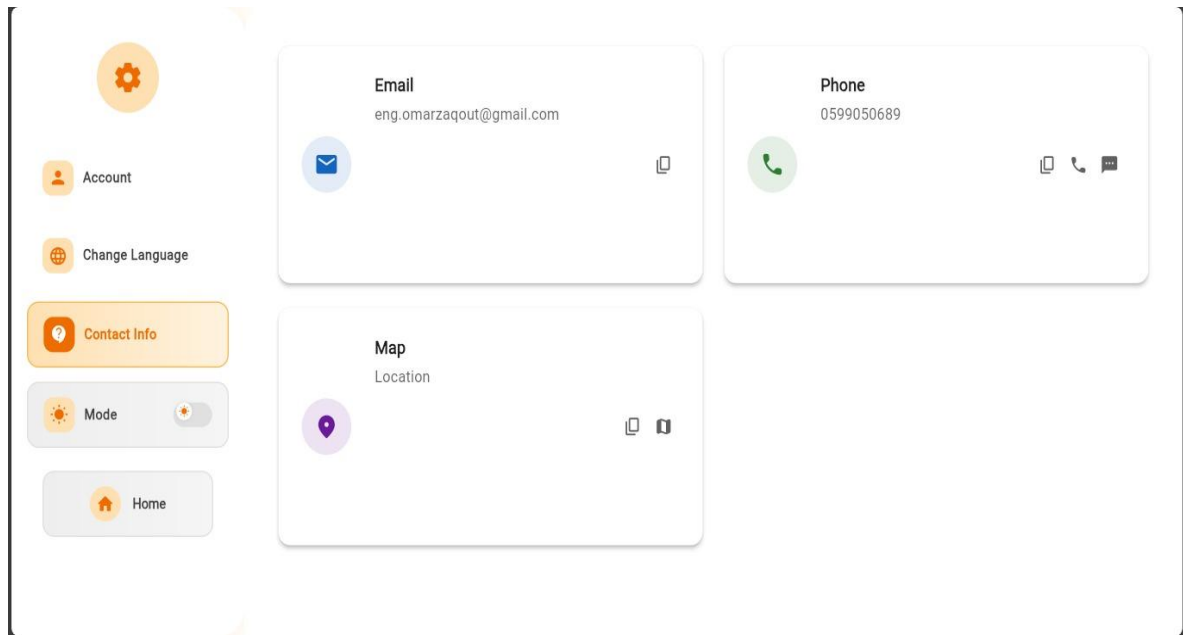 Account
Change Language
Contact Info
Mode
Home
Email
eng.omarzaqout@gmail.com
Phone
0599050689
Map
Location